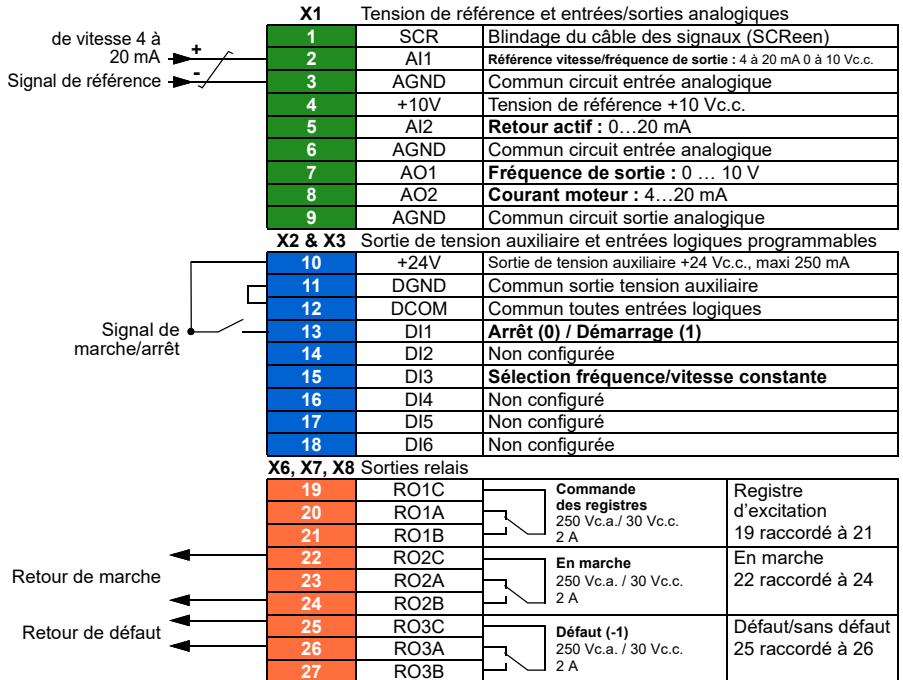 X1 Tension de référence et entrées/sorties analogiques
de vitesse 4 à
20 mA
+
Signal de référence
-
1 SCR Blindage du câble des signaux (SCReen)
2 AI1 Référence vitesse/fréquence de sortie : 4 à 20 mA 0 à 10 Vc.c.
3 AGND Commun circuit entrée analogique
4 +10V Tension de référence +10 Vc.c.
5 AI2 Retour actif : 0…20 mA
6 AGND Commun circuit entrée analogique
7 AO1 Fréquence de sortie : 0 … 10 V
8 AO2 Courant moteur : 4…20 mA
9 AGND Commun circuit sortie analogique
X2 & X3 Sortie de tension auxiliaire et entrées logiques programmables
10 +24V Sortie de tension auxiliaire +24 Vc.c., maxi 250 mA
11 DGND Commun sortie tension auxiliaire
12 DCOM Commun toutes entrées logiques
Signal de
marche/arrêt
13 DI1 Arrêt (0) / Démarrage (1)
14 DI2 Non configurée
15 DI3 Sélection fréquence/vitesse constante
16 DI4 Non configuré
17 DI5 Non configuré
18 DI6 Non configurée
X6, X7, X8 Sorties relais
19 RO1C
20 RO1A
21 RO1B
Commande
des registres
250 Vc.a./ 30 Vc.c.
2 A
Registre
d’excitation
19 raccordé à 21
Retour de marche
22 RO2C
23 RO2A
24 RO2B
En marche
250 Vc.a. / 30 Vc.c.
2 A
En marche
22 raccordé à 24
Retour de défaut
25 RO3C
26 RO3A
27 RO3B
Défaut (-1)
250 Vc.a. / 30 Vc.c.
2 A
Défaut/sans défaut
25 raccordé à 26